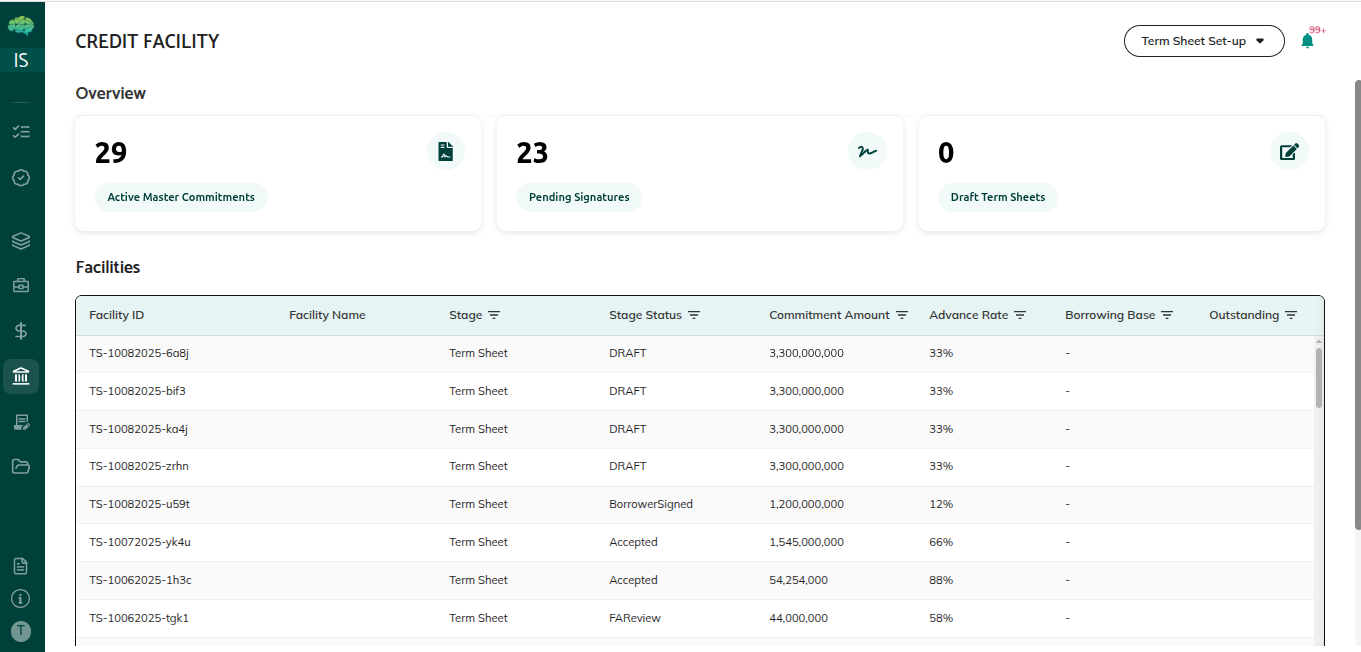 IS
CREDIT FACILITY
Term Sheet Set-up
99+
Overview
29
Active Master Commitments
23
Pending Signatures
0
Draft Term Sheets
Facilities
Facility ID Facility Name Stage Stage Status Commitment Amount Advance Rate Borrowing Base Outstanding
TS-10082025-6a8j Term Sheet DRAFT 3,300,000,000 33% -
TS-10082025-bif3 Term Sheet DRAFT 3,300,000,000 33% -
TS-10082025-ka4j Term Sheet DRAFT 3,300,000,000 33% -
TS-10082025-zrhn Term Sheet DRAFT 3,300,000,000 33% -
TS-10082025-u59t Term Sheet BorrowerSigned 1,200,000,000 12% -
TS-10072025-yk4u Term Sheet Accepted 1,545,000,000 66% -
TS-10062025-1h3c Term Sheet Accepted 54,254,000 88% -
TS-10062025-tgk1 Term Sheet FAReview 44,000,000 58% -
T